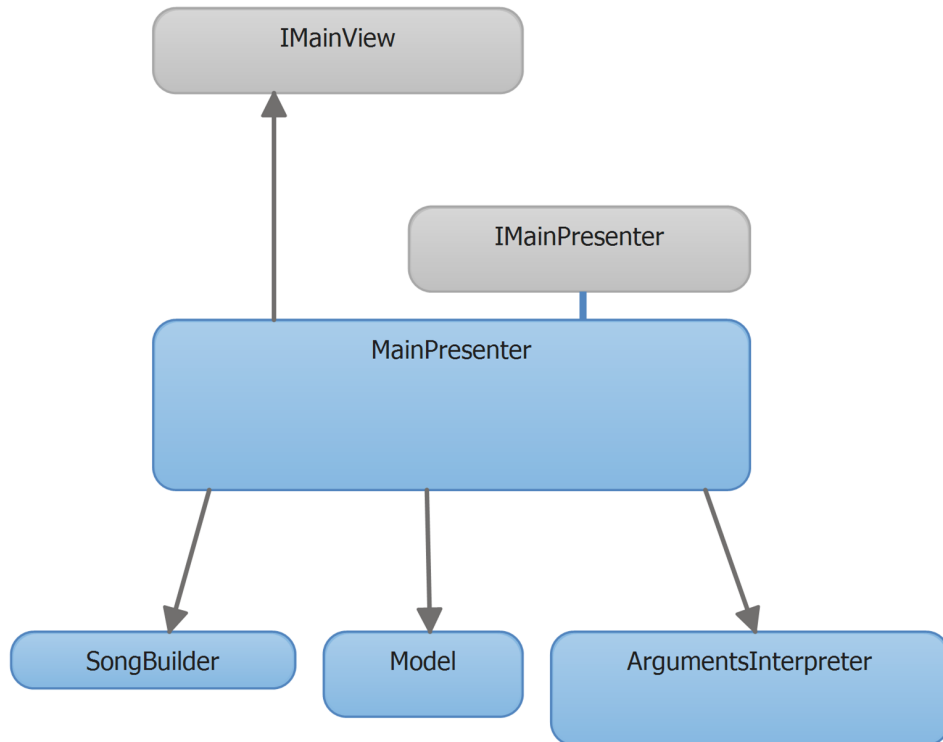 IMainView
IMainPresenter
MainPresenter
SongBuilder
Model
ArgumentsInterpreter